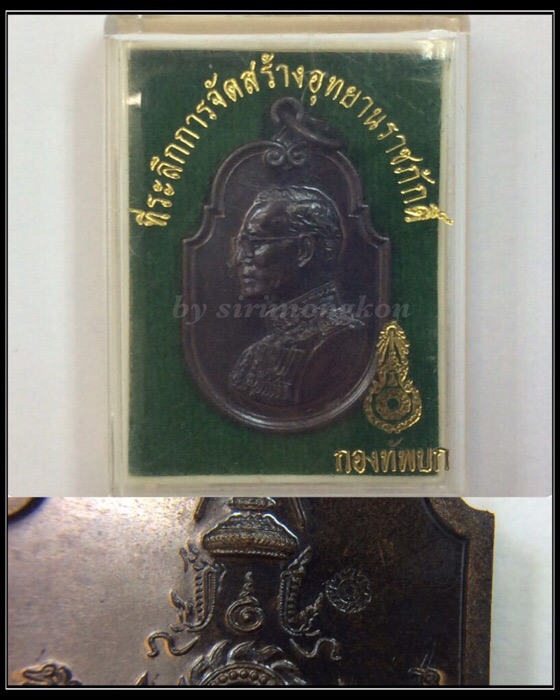 ที่ระลึกการจัดสร้างอุทยานราชภักดิ์
by sirimongkon
กองทัพบก